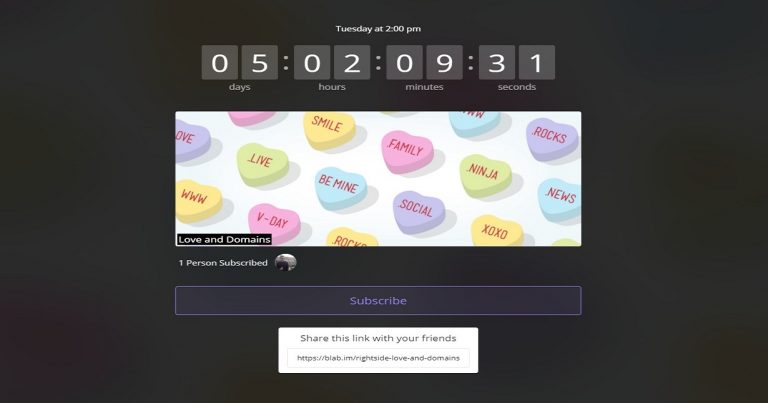 Tuesday at 2:00 pm
05:02:09:31
days hours minutes seconds
LOVE
SMILE
WWW
.ROCKS
.LIVE
.FAMILY
BE MINE
.NINJA
WWW
.NEWS
V-DAY
.SOCIAL
XOXO
.ROCKS
Love and Domains
1 Person Subscribed
Subscribe
Share this link with your friends
https://blab.im/rightside-love-and-domains